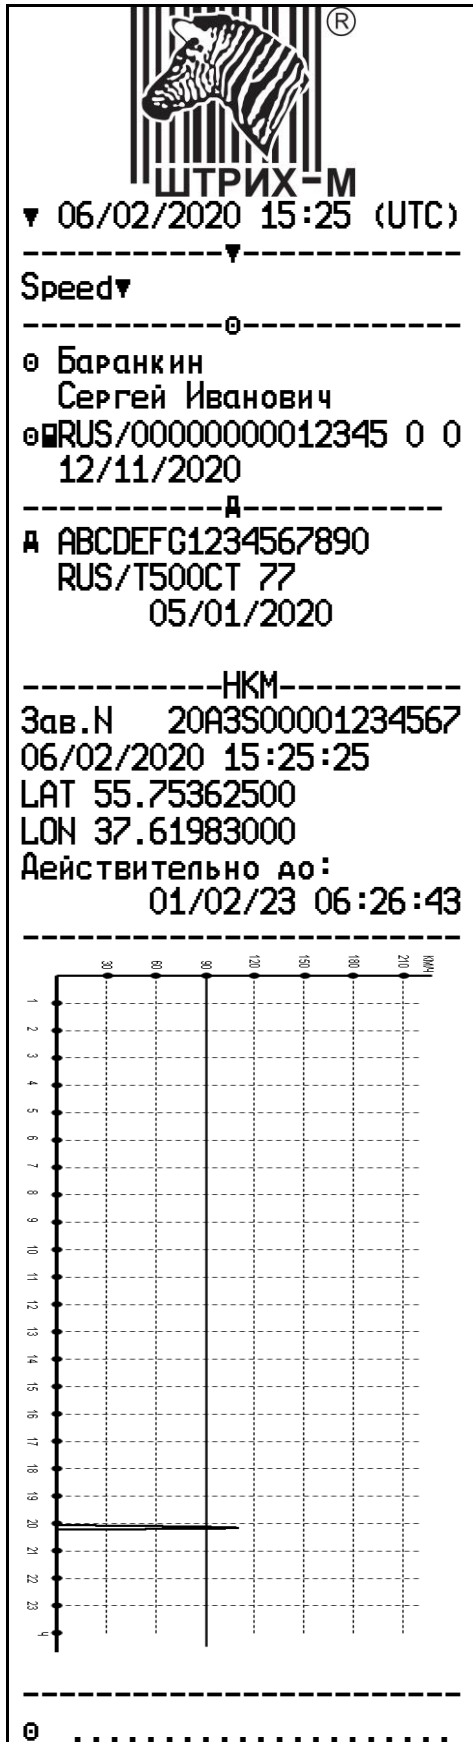 ®
ШТРИХ-М
▼ 06/02/2020 15:25 (UTC)
-----------▼------------
Speed▼
-----------⊙------------
⊙ Баранкин
Сергей Иванович
⊙RUS/00000000012345 0 0
12/11/2020
-----------Д-----------
Д ABCDEFG1234567890
RUS/T500CT 77
05/01/2020
-----------НКМ----------
Зав.N 20A3S00001234567
06/02/2020 15:25:25
LAT 55.75362500
LON 37.61983000
Действительно до:
01/02/23 06:26:43
------------------------
30 60 90 120 150 180 210 КМ/Ч
1
2
3
4
5
6
7
8
9
10
11
12
13
14
15
16
17
18
19
20
21
22
23
Ч
------------------------
⊙ .....................